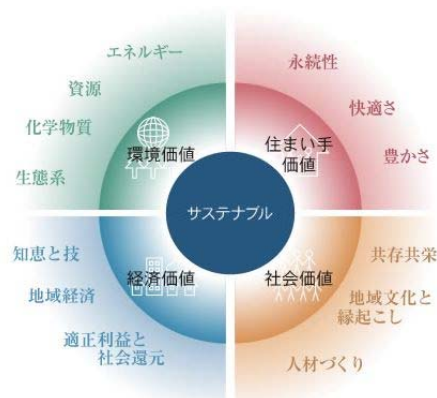 エネルギー
資源
化学物質
生態系
環境価値
永続性
快適さ
豊かさ
住まい手
価値
サステナブル
知恵と技
地域経済
適正利益と
社会還元
経済価値
共存共栄
地域文化と
縁起こし
人材づくり
社会価値